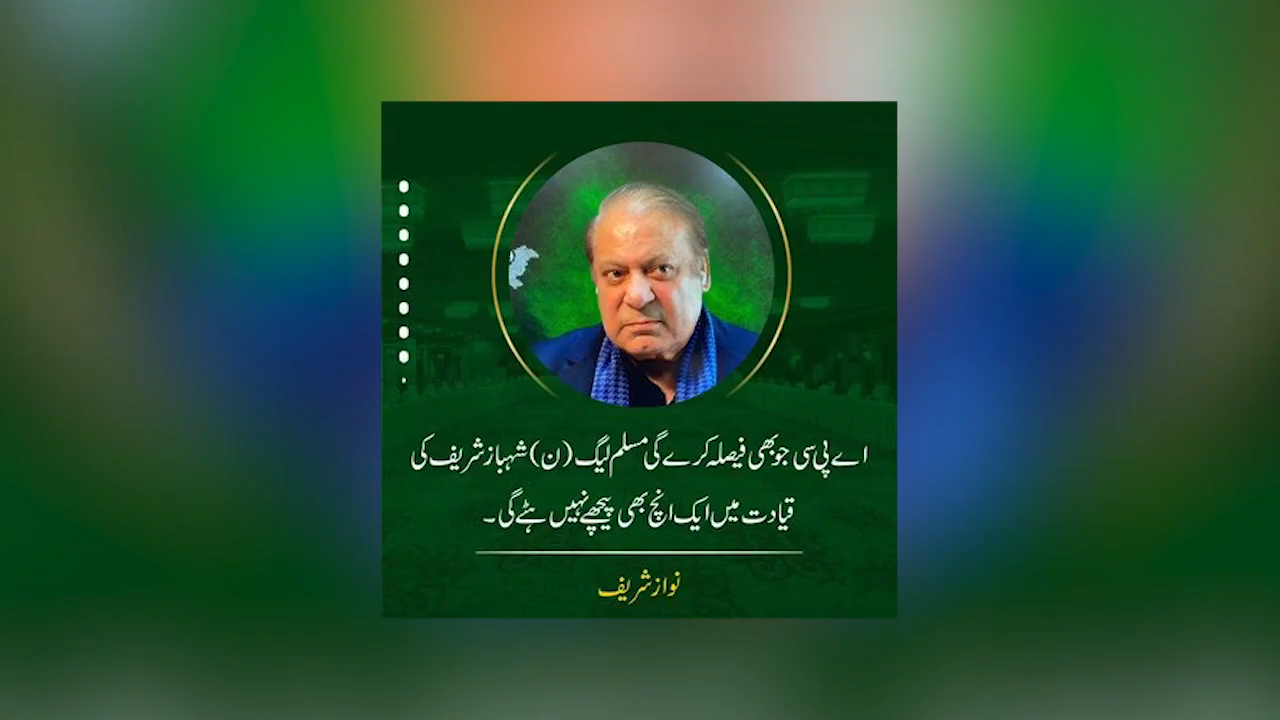 اے پی سی جو بھی فیصلہ کرے گی مسلم لیگ (ن) شہباز شریف کی
قیادت میں ایک انچ بھی پیچھے نہیں ہٹے گی۔
نواز شریف